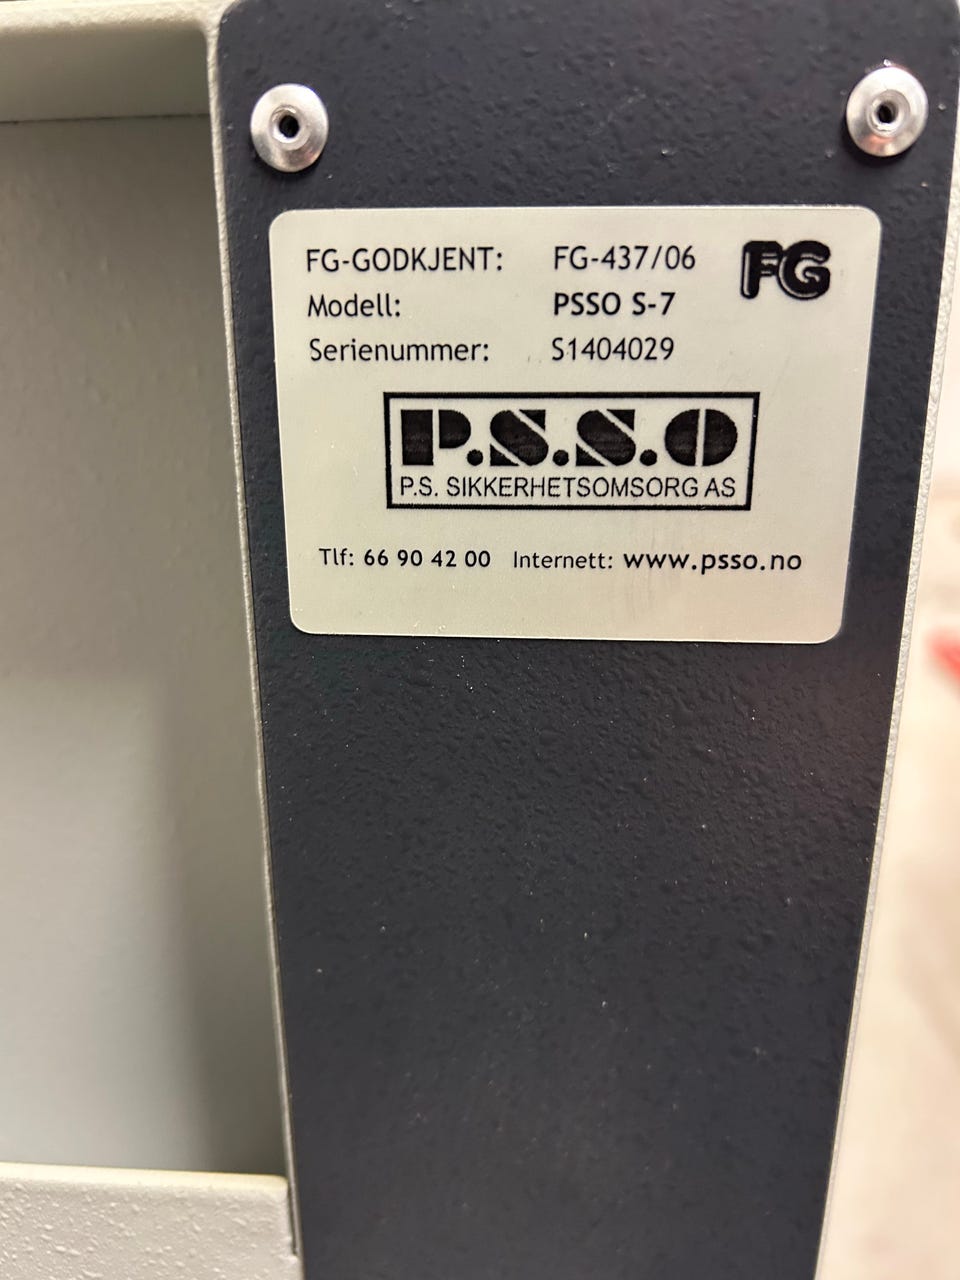 FG-GODKJENT: FG-437/06 FG
Modell: PSSO S-7
Serienummer: S1404029
P.S.S.O
P.S. SIKKERHETSOMSORG AS
Tlf: 66 90 42 00 Internett: www.psso.no